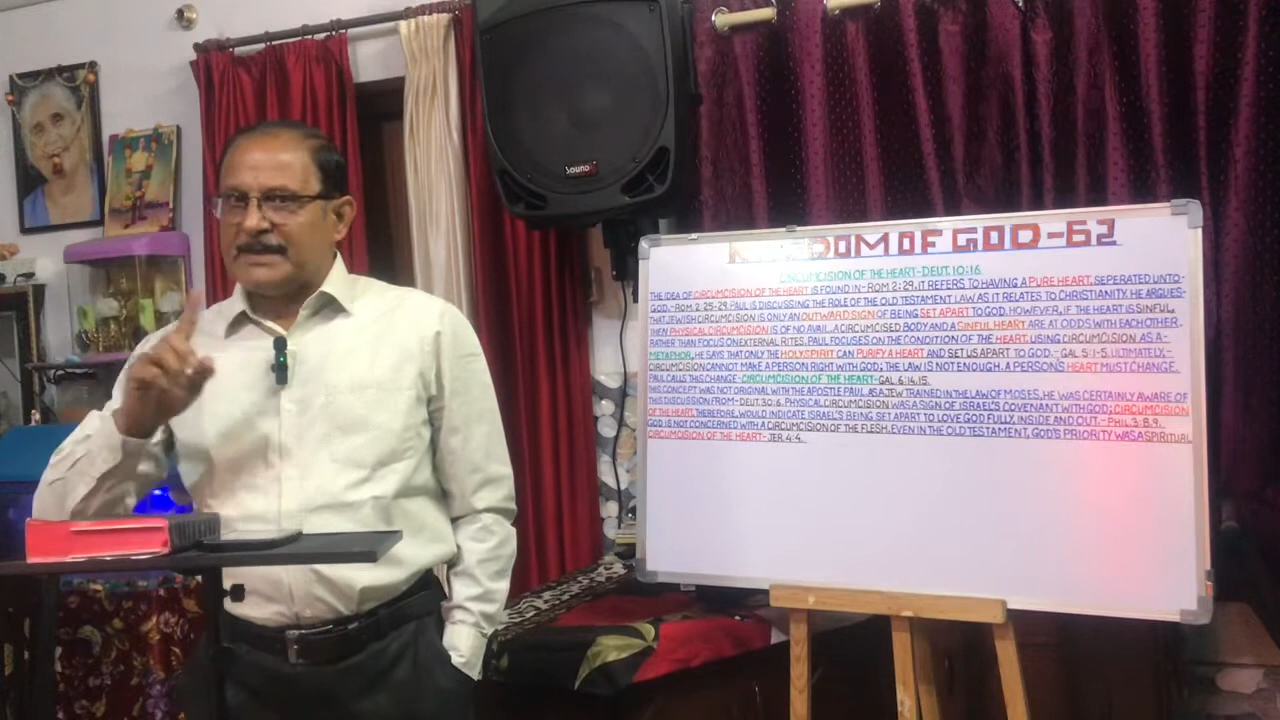 DOM OF GOD-62
CIRCUMCISION OF THE HEART-DEUT.10:16
THE IDEA OF CIRCUMCISION OF THE HEART IS FOUND IN-ROM 2:29. IT REFERS TO HAVING A PURE HEART, SEPERATED UNTO-
GOD.-ROM 2:25-29. PAUL IS DISCUSSING THE ROLE OF THE OLD TESTAMENT LAW AS IT RELATES TO CHRISTIANITY. HE ARGUES-
THAT JEWISH CIRCUMCISION IS ONLY AN OUTWARD SIGN OF BEING SET APART TO GOD. HOWEVER, IF THE HEART IS SINFUL,
THEN PHYSICAL CIRCUMCISION IS OF NO AVAIL. A CIRCUMCISED BODY AND A SINFUL HEART ARE AT ODDS WITH EACH OTHER.
RATHER THAN FOCUS ON EXTERNAL RITES, PAUL FOCUSES ON THE CONDITION OF THE HEART. USING CIRCUMCISION AS A-
METAPHOR, HE SAYS THAT ONLY THE HOLY SPIRIT CAN PURIFY A HEART AND SET US APART TO GOD.-GAL 5:1-5. ULTIMATELY,-
CIRCUMCISION CANNOT MAKE A PERSON RIGHT WITH GOD; THE LAW IS NOT ENOUGH. A PERSON'S HEART MUST CHANGE.
PAUL CALLS THIS CHANGE-CIRCUMCISION OF THE HEART-GAL.6:14,15.
THIS CONCEPT WAS NOT ORIGINAL WITH THE APOSTLE PAUL. AS A JEW TRAINED IN THE LAW OF MOSES, HE WAS CERTAINLY AWARE OF
THIS DISCUSSION FROM-DEUT.30:6. PHYSICAL CIRCUMCISION WAS A SIGN OF ISRAEL'S COVENANT WITH GOD; CIRCUMCISION
OF THE HEART, THEREFORE, WOULD INDICATE ISRAEL'S BEING SET APART TO LOVE GOD FULLY, INSIDE AND OUT.-PHIL.3:8,9.
GOD IS NOT CONCERNED WITH A CIRCUMCISION OF THE FLESH. EVEN IN THE OLD TESTAMENT, GOD'S PRIORITY WAS A SPIRITUAL
CIRCUMCISION OF THE HEART-JER.4:4.